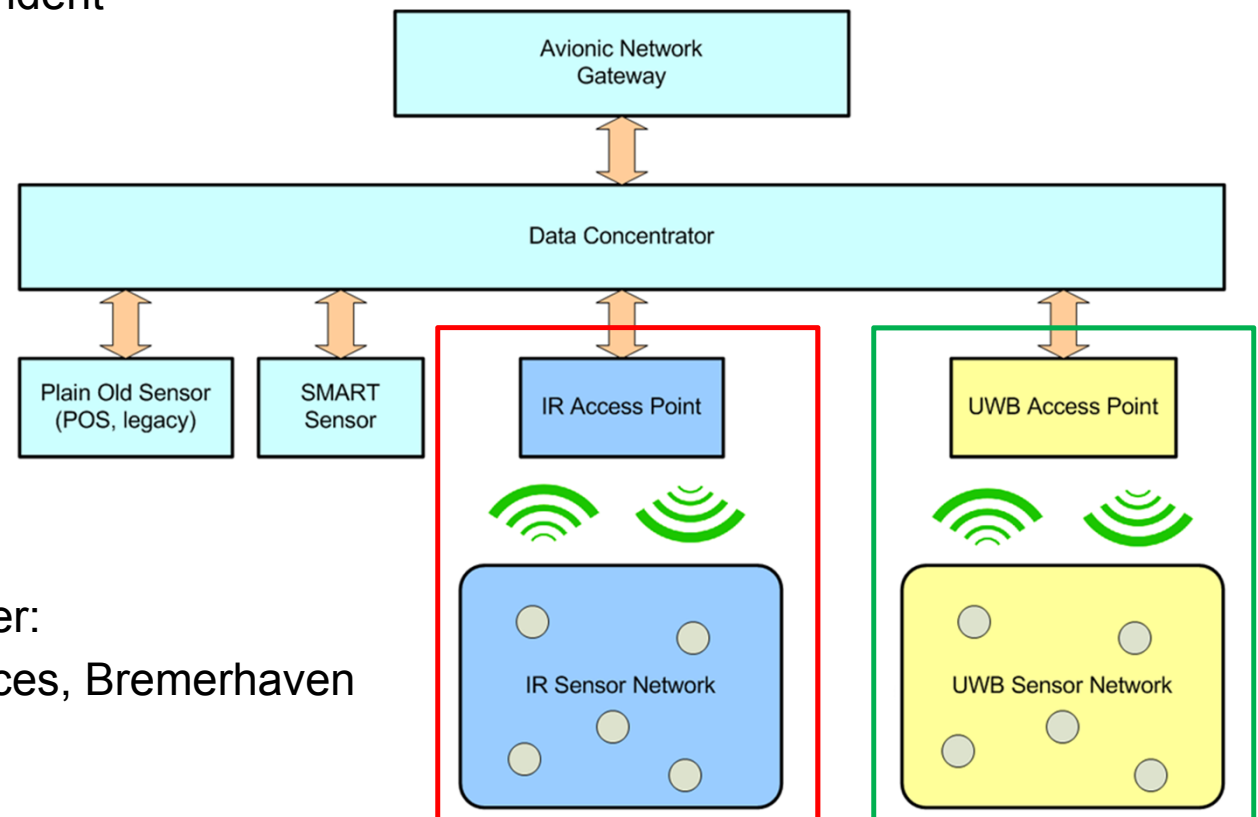 Avionic Network
Gateway
Data Concentrator
Plain Old Sensor
(POS, legacy)
SMART
Sensor
IR Access Point
UWB Access Point
er:
ces, Bremerhaven
IR Sensor Network
UWB Sensor Network